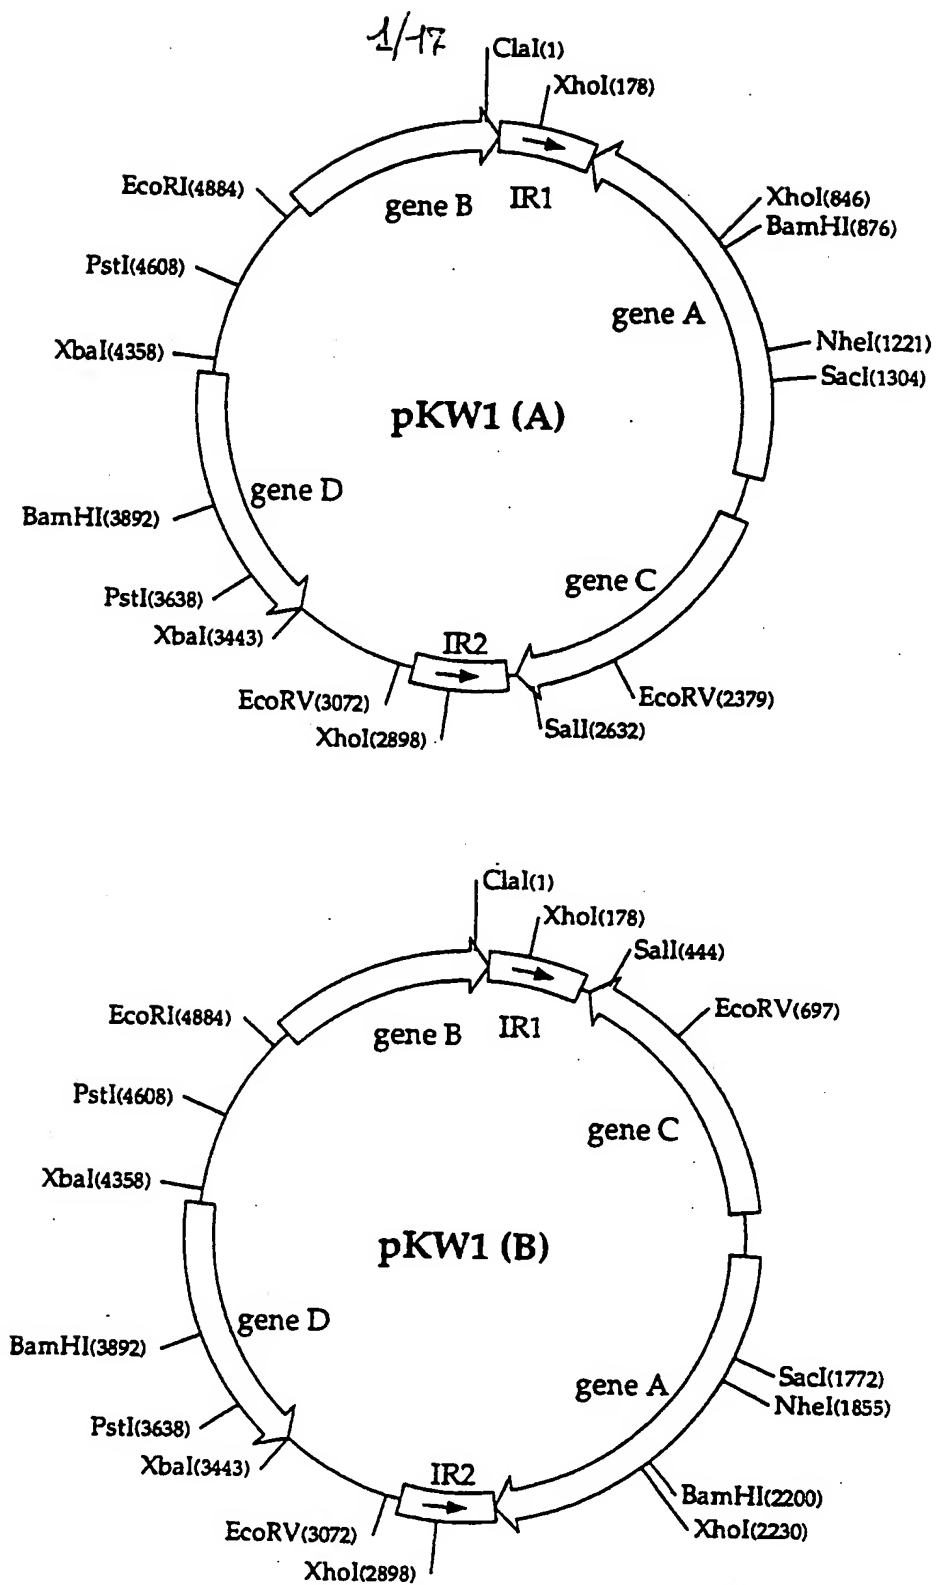 1/17
ClaI(1)
XhoI(178)
EcoRI(4884)
gene B
IR1
XhoI(846)
BamHI(876)
PstI(4608)
gene A
XbaI(4358)
NheI(1221)
SacI(1304)
pKW1 (A)
gene D
BamHI(3892)
gene C
PstI(3638)
XbaI(3443)
IR2
EcoRV(3072)
EcoRV(2379)
XhoI(2898)
SalI(2632)
ClaI(1)
XhoI(178)
SalI(444)
EcoRI(4884)
EcoRV(697)
gene B
IR1
PstI(4608)
gene C
XbaI(4358)
pKW1 (B)
gene D
BamHI(3892)
SacI(1772)
gene A
NheI(1855)
PstI(3638)
XbaI(3443)
IR2
BamHI(2200)
EcoRV(3072)
XhoI(2230)
XhoI(2898)